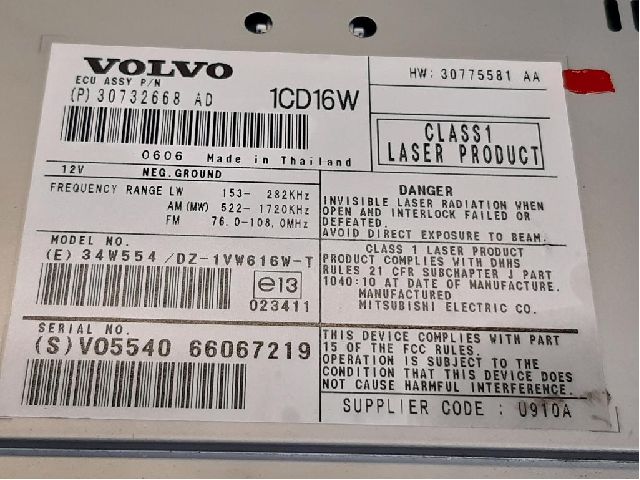 VOLVO
ECU ASSY P/N
(P) 30732668 AD
1CD16W
0606 Made in Thailand
HW: 30775581 AA
CLASS1
LASER PRODUCT
12V NEG. GROUND
FREQUENCY RANGE LW 153- 282KHz
AM (MW) 522- 1720KHz
FM 76.0-108.0MHz
DANGER
INVISIBLE LASER RADIATION WHEN
OPEN AND INTERLOCK FAILED OR
DEFEATED.
AVOID DIRECT EXPOSURE TO BEAM.
MODEL NO.
(E) 34W554 /DZ-1VW616W-T
e13
023411
CLASS 1 LASER PRODUCT
PRODUCT COMPLIES WITH DHHS
RULES 21 CFR SUBCHAPTER J PART
1040:10 AT DATE OF MANUFACTURE.
MANUFACTURED
MITSUBISHI ELECTRIC CO.
SERIAL NO.
(S) VO5540 66067219
THIS DEVICE COMPLIES WITH PART
15 OF THE FCC RULES.
OPERATION IS SUBJECT TO THE
CONDITION THAT THIS DEVICE DOES
NOT CAUSE HARMFUL INTERFERENCE.
SUPPLIER CODE : U910A